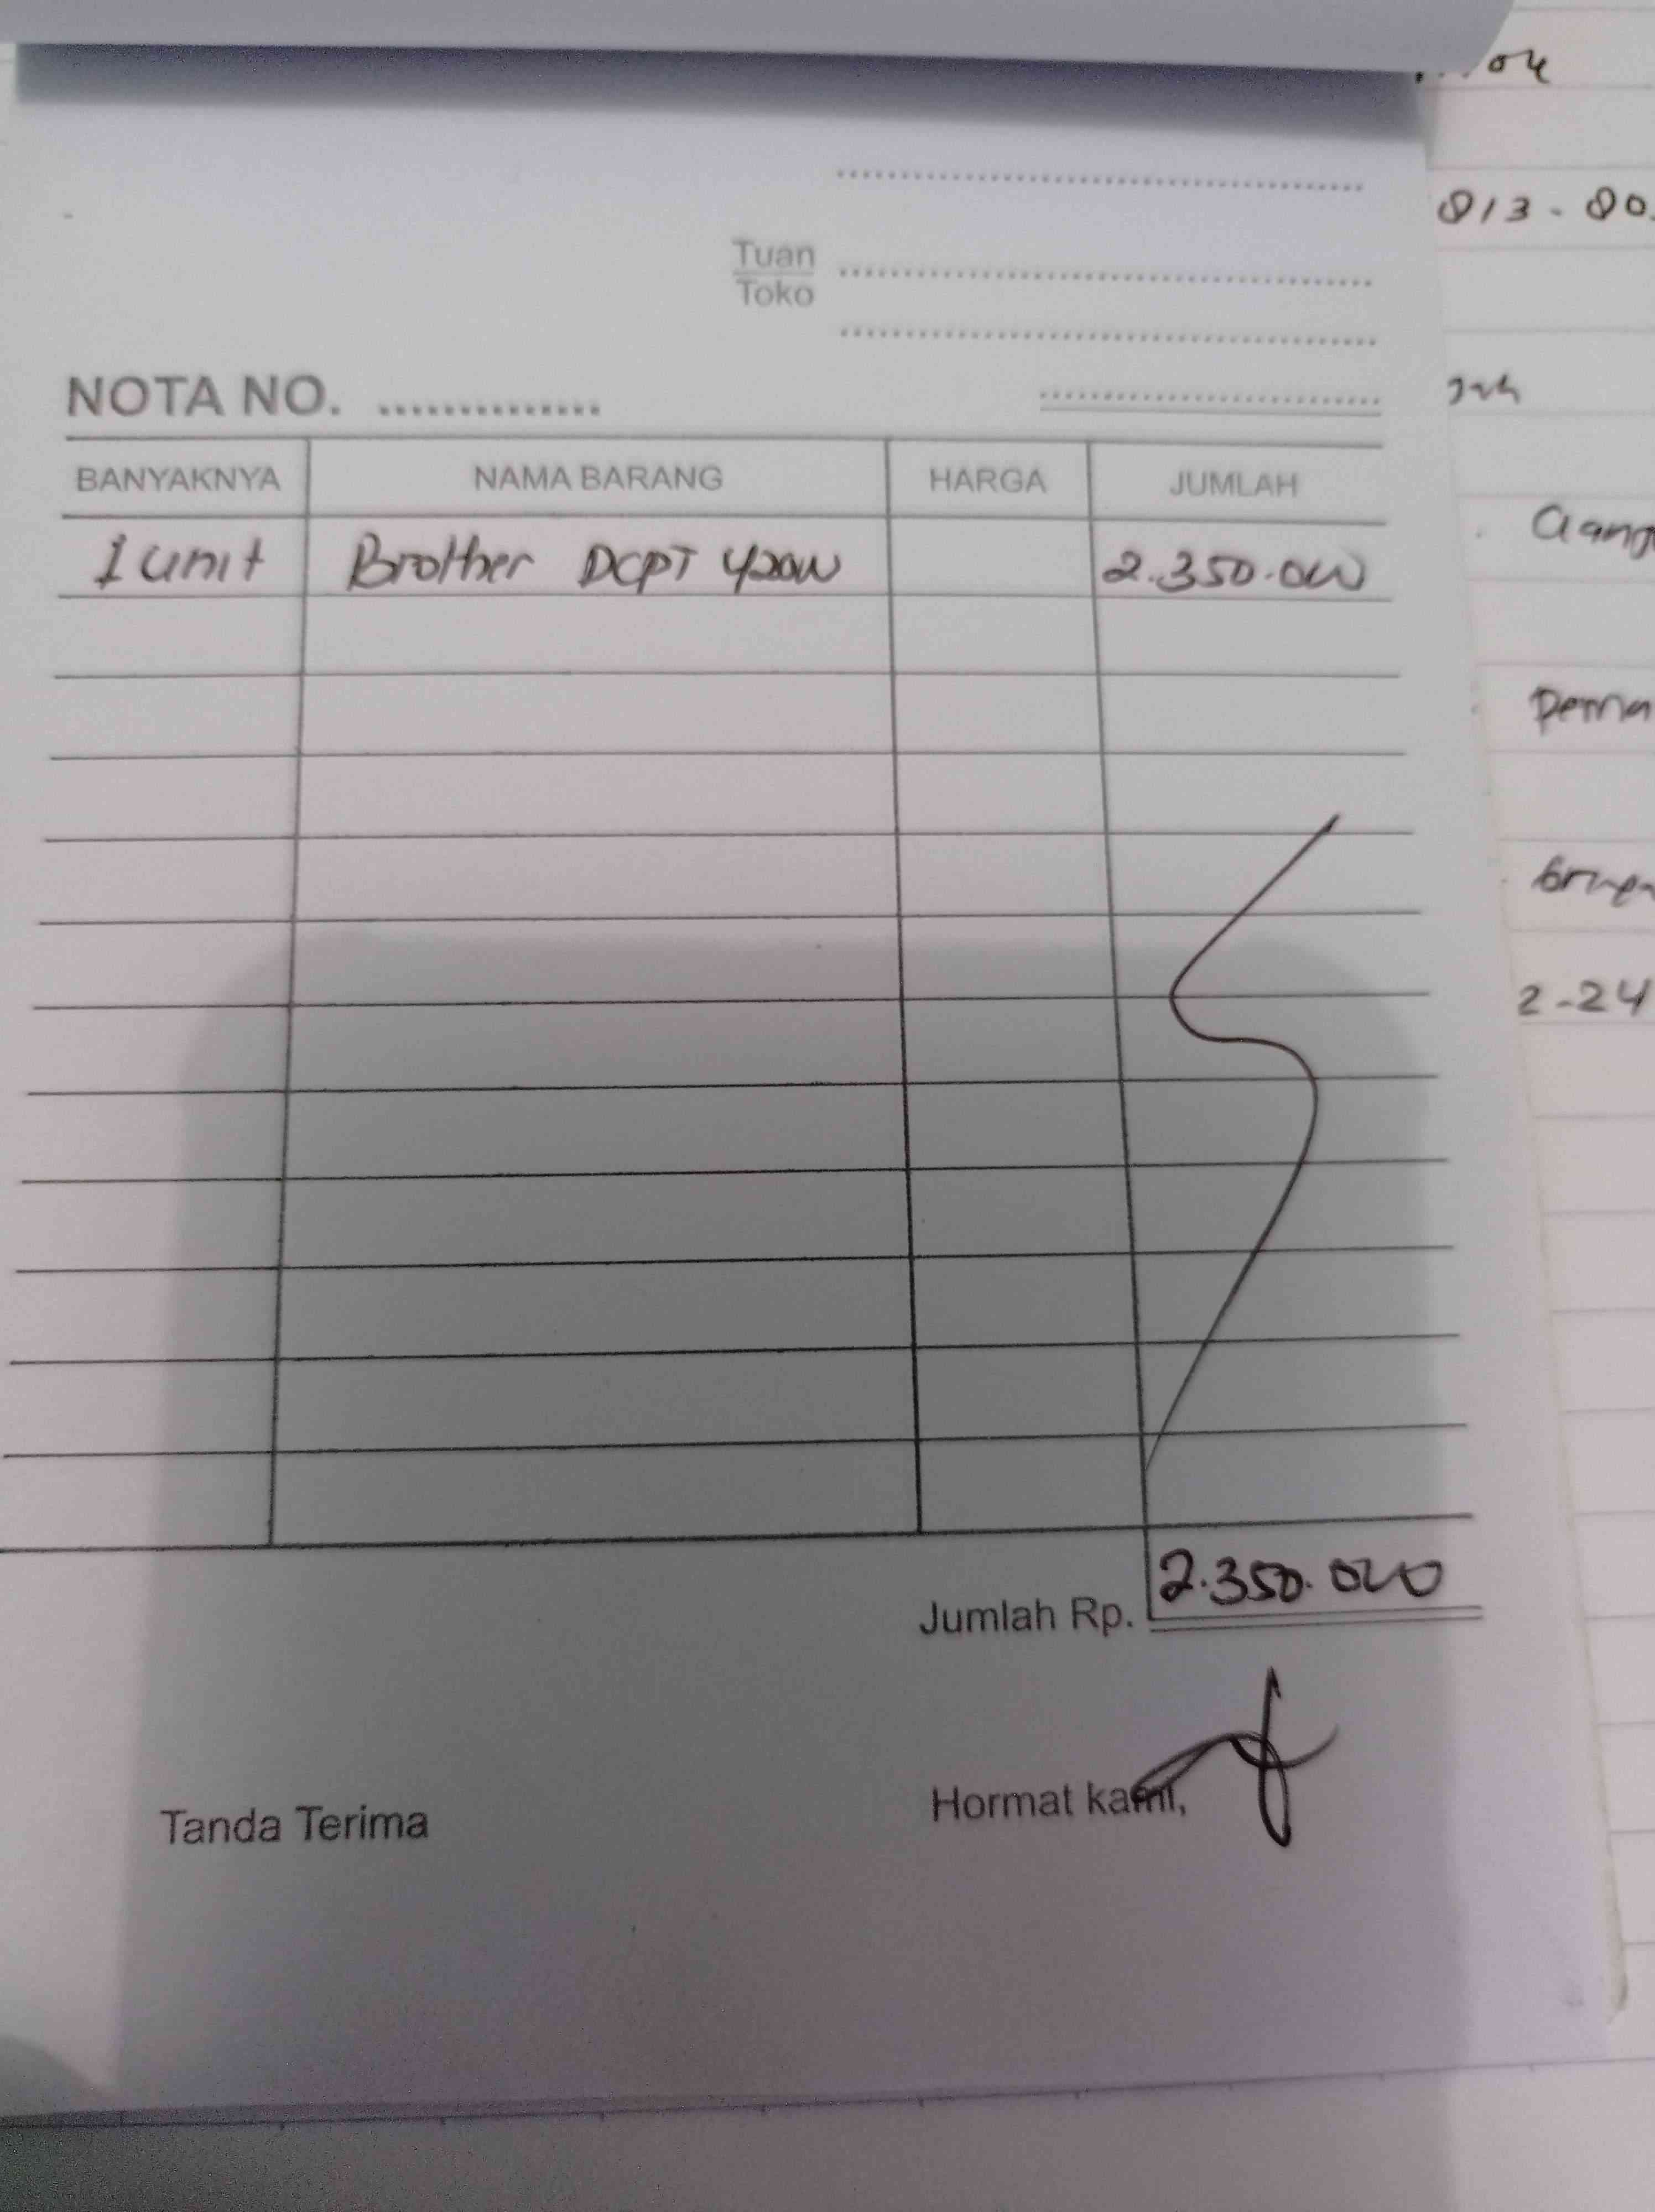 04
813-80
Tuan
Toko
NOTA NO. ..............
BANYAKNYA NAMA BARANG HARGA JUMLAH
1 unit Brother DCPT 420W 2.350.000
2-24
Jumlah Rp. 2.350.000
Tanda Terima Hormat kami,